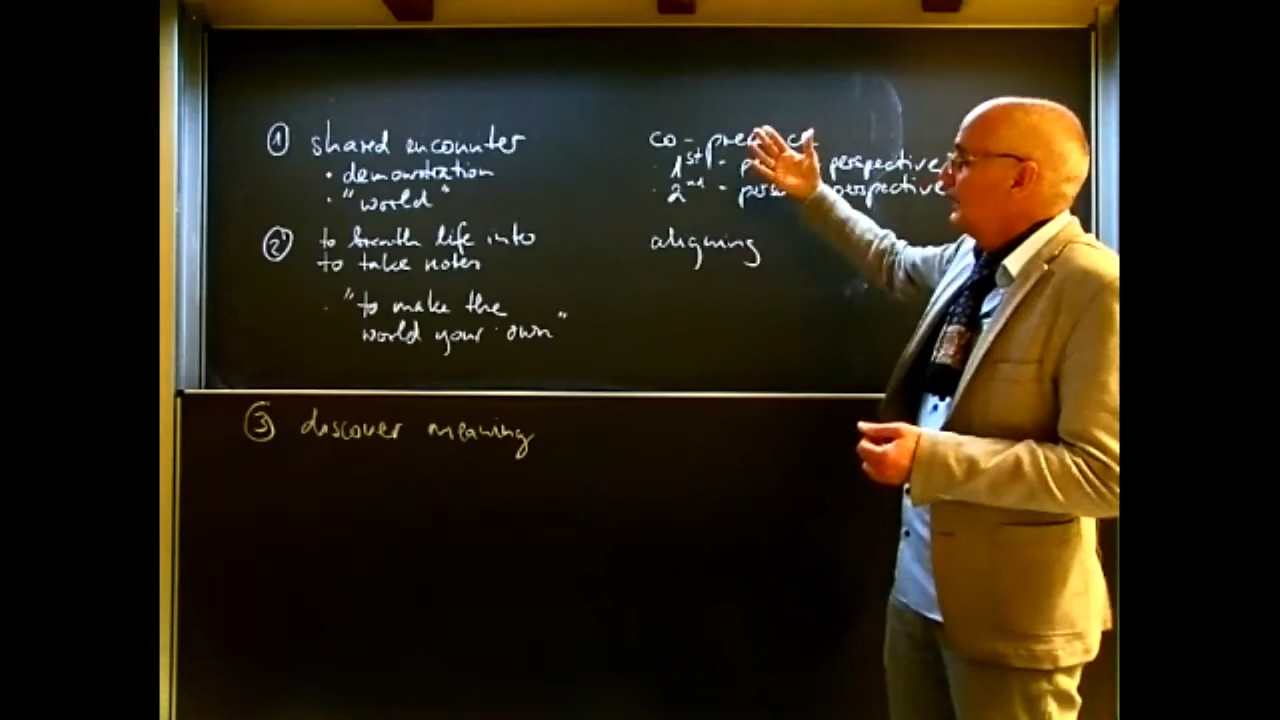 ① shared encounter
• demonstration
• "world"
② to breath life into
to take notes
• "to make the
world your own"
③ discover meaning
co-presence
• 1st- perspective
• 2nd- perspective
aligning